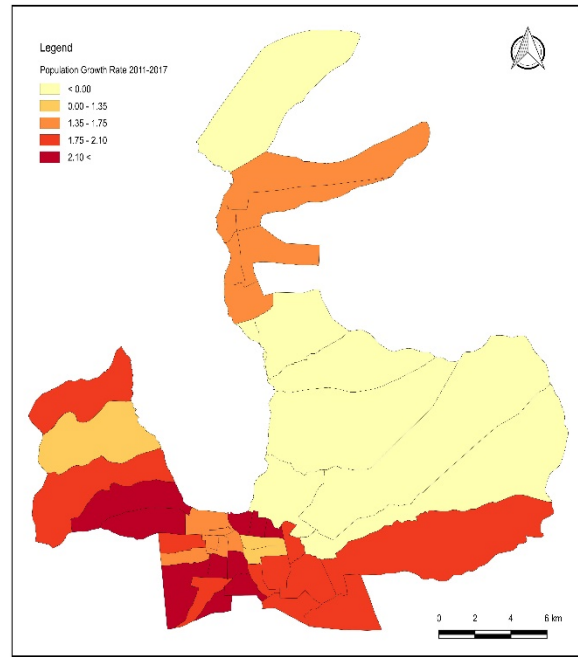 Legend
Population Growth Rate 2011-2017
< 0.00
0.00 - 1.35
1.35 - 1.75
1.75 - 2.10
2.10 <
0 2 4 6 km